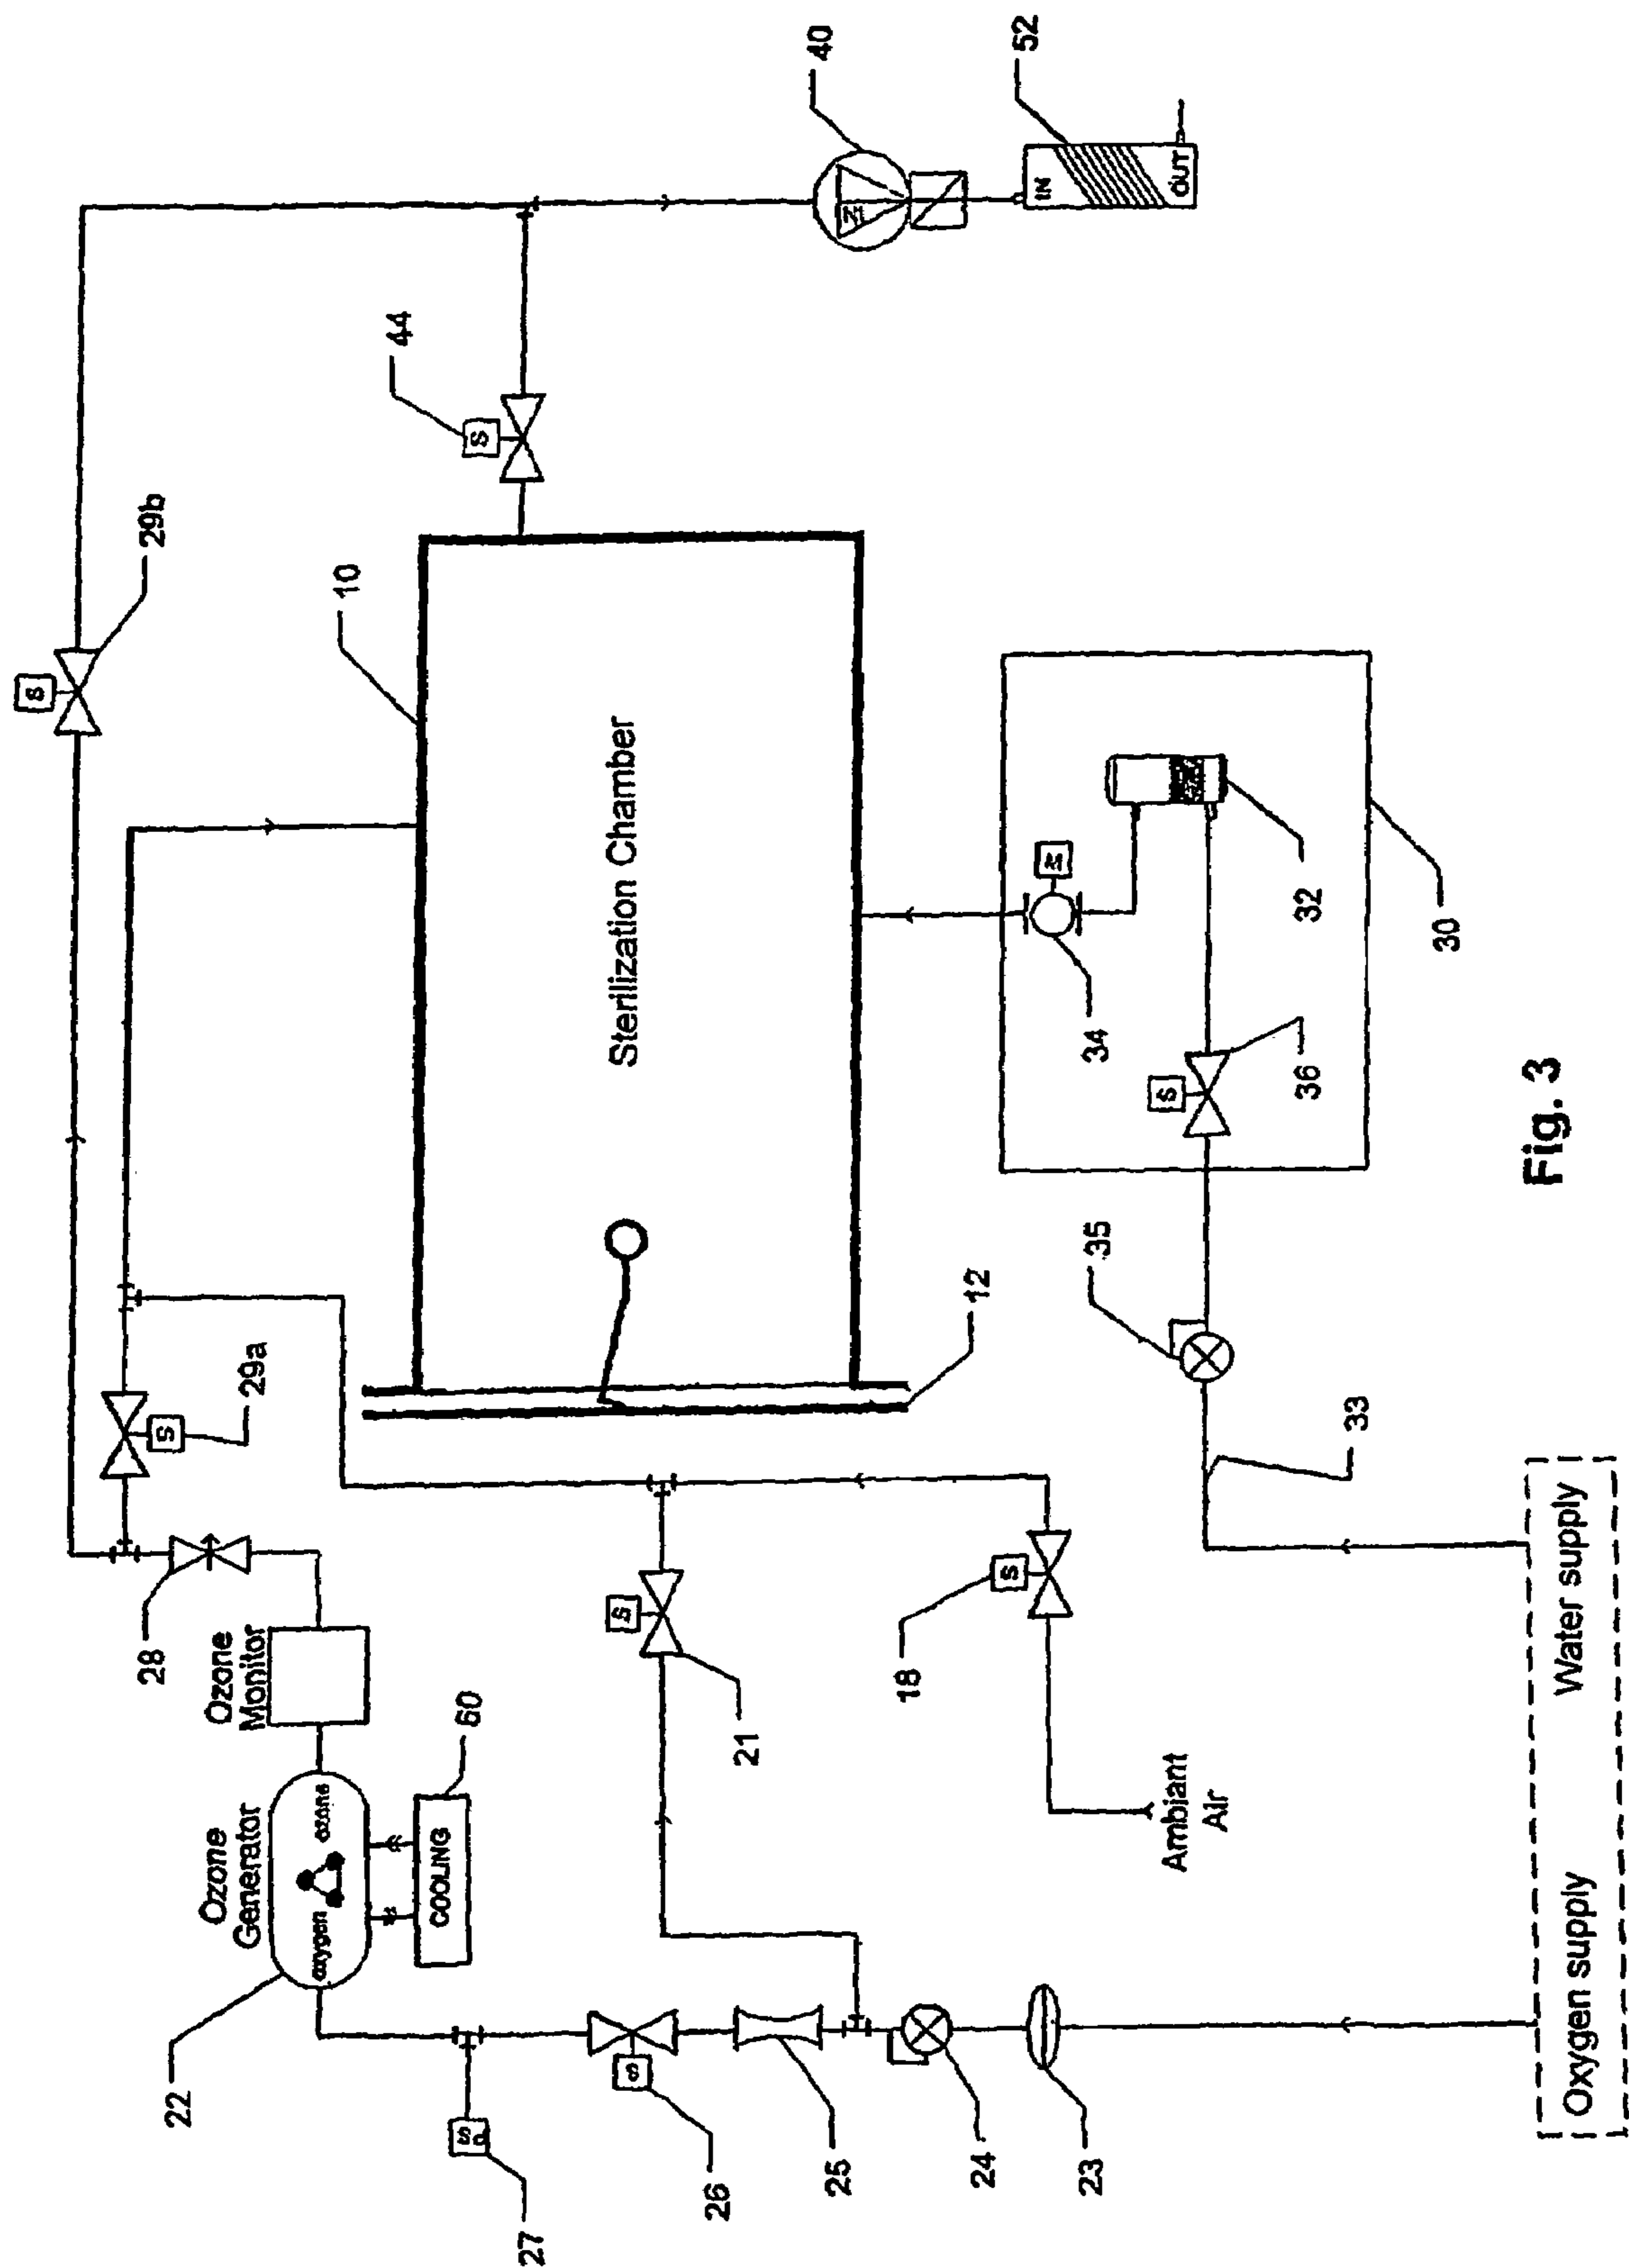 22
Ozone
Generator
oxygen
ozone
COOLING
60
Ozone
Monitor
28
29a
S
29b
S
10
Sterilization Chamber
12
44
S
40
M
52
IN
OUT
27
26
S
25
24
23
21
S
18
S
Ambiant
Air
34
M
32
36
S
30
35
33
Oxygen supply
Water supply
Fig. 3